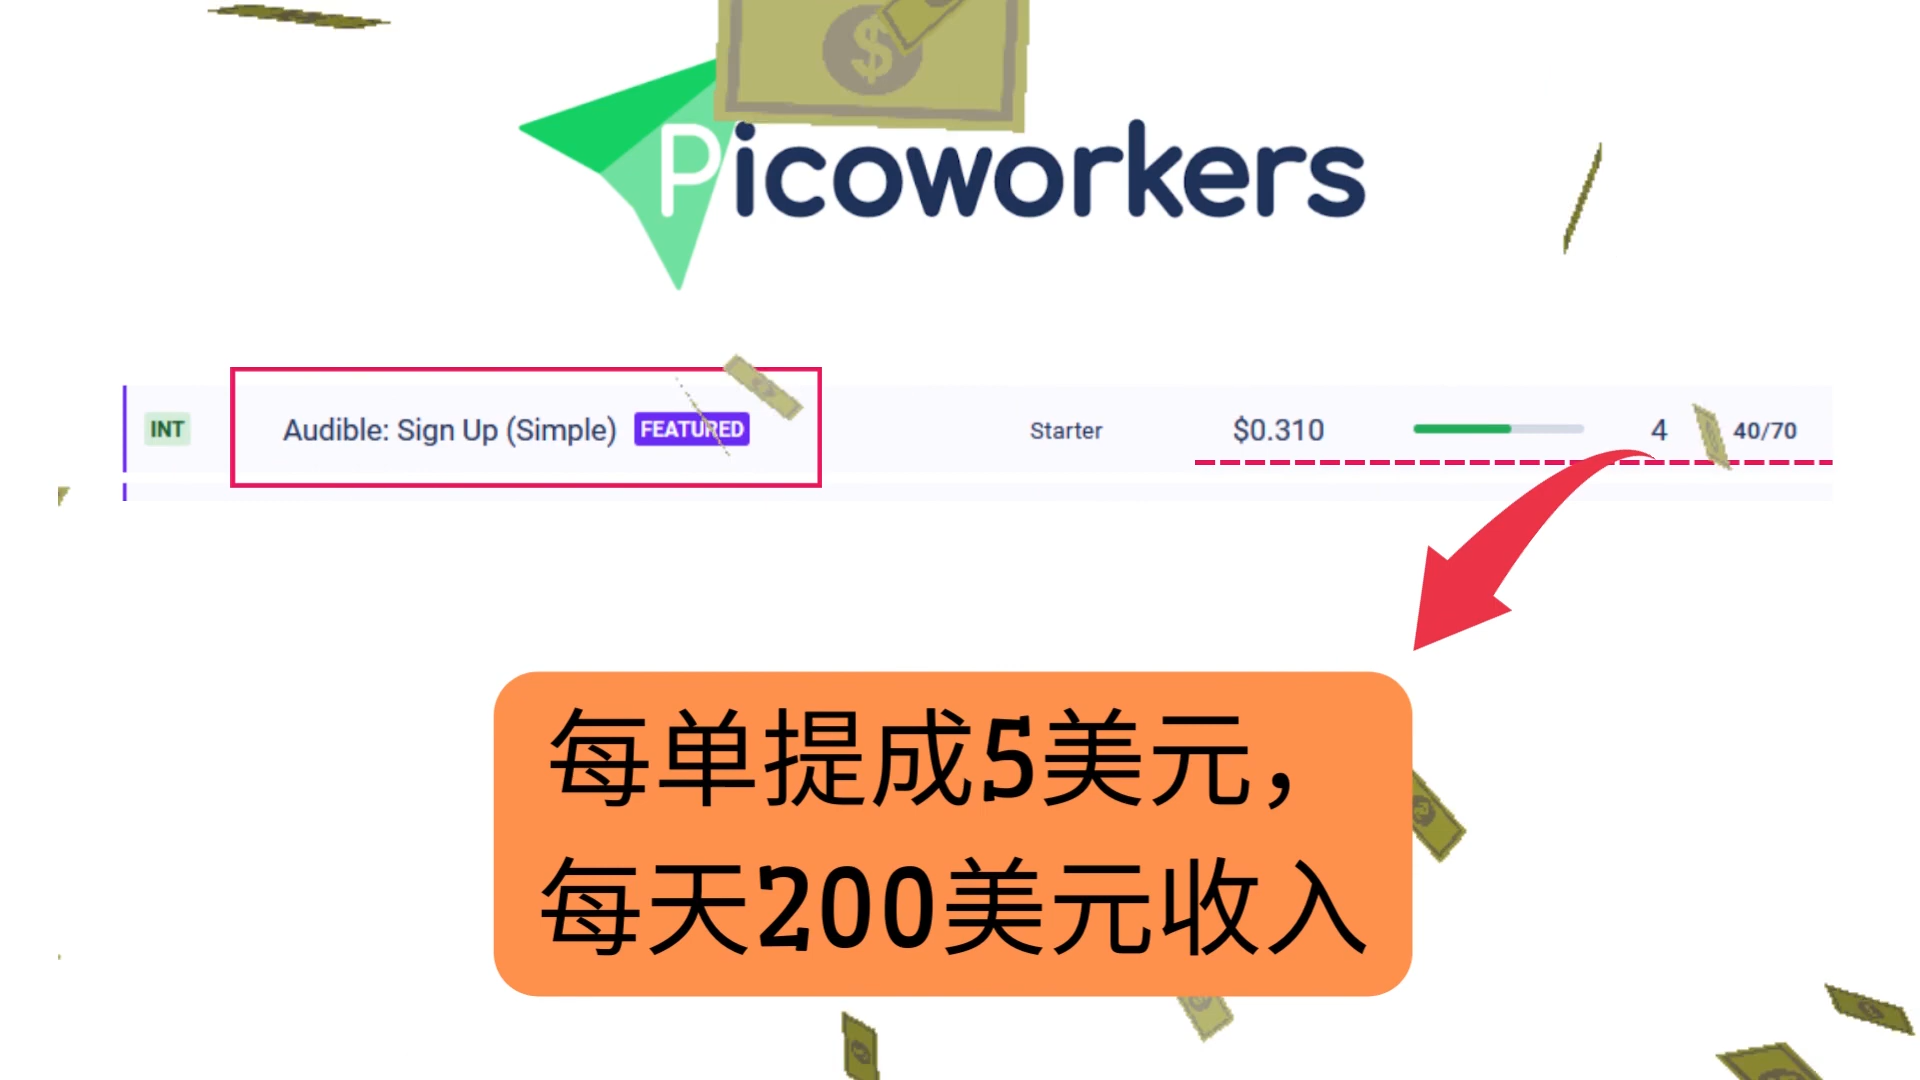 Picoworkers
INT Audible: Sign Up (Simple) FEATURED Starter $0.310 4 40/70
每单提成5美元，
每天200美元收入